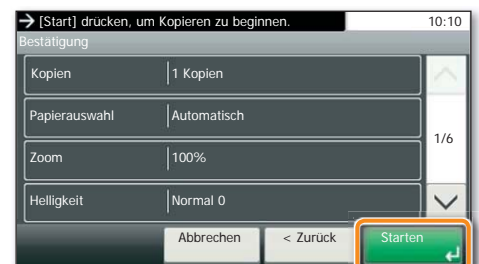 [Start] drücken, um Kopieren zu beginnen. 10:10
Bestätigung
Kopien 1 Kopien
Papierauswahl Automatisch
1/6
Zoom 100%
Helligkeit Normal 0
Abbrechen < Zurück Starten